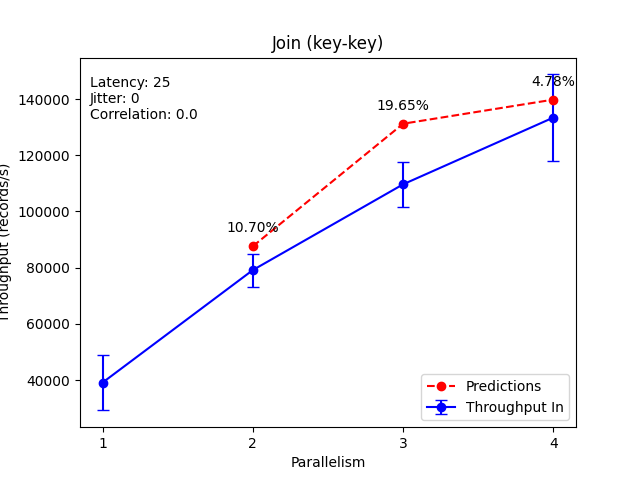 Join (key-key)
Latency: 25
Jitter: 0
Correlation: 0.0
4.78%
19.65%
10.70%
140000
120000
100000
80000
60000
40000
Throughput (records/s)
1
2
3
4
Parallelism
Predictions
Throughput In